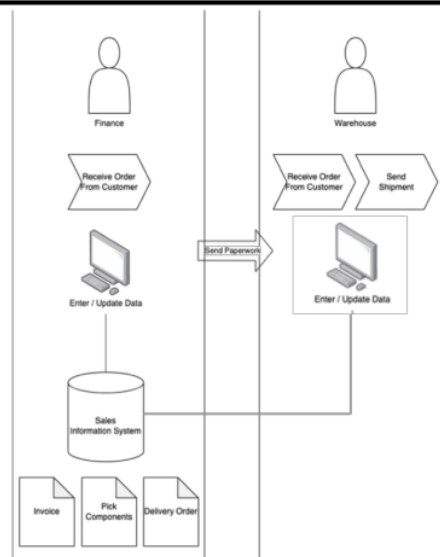 Finance
Warehouse
Receive Order
From Customer
Receive Order
From Customer
Send
Shipment
Send Paperwork
Enter / Update Data
Enter / Update Data
Sales
Information System
Invoice
Pick
Components
Delivery Order